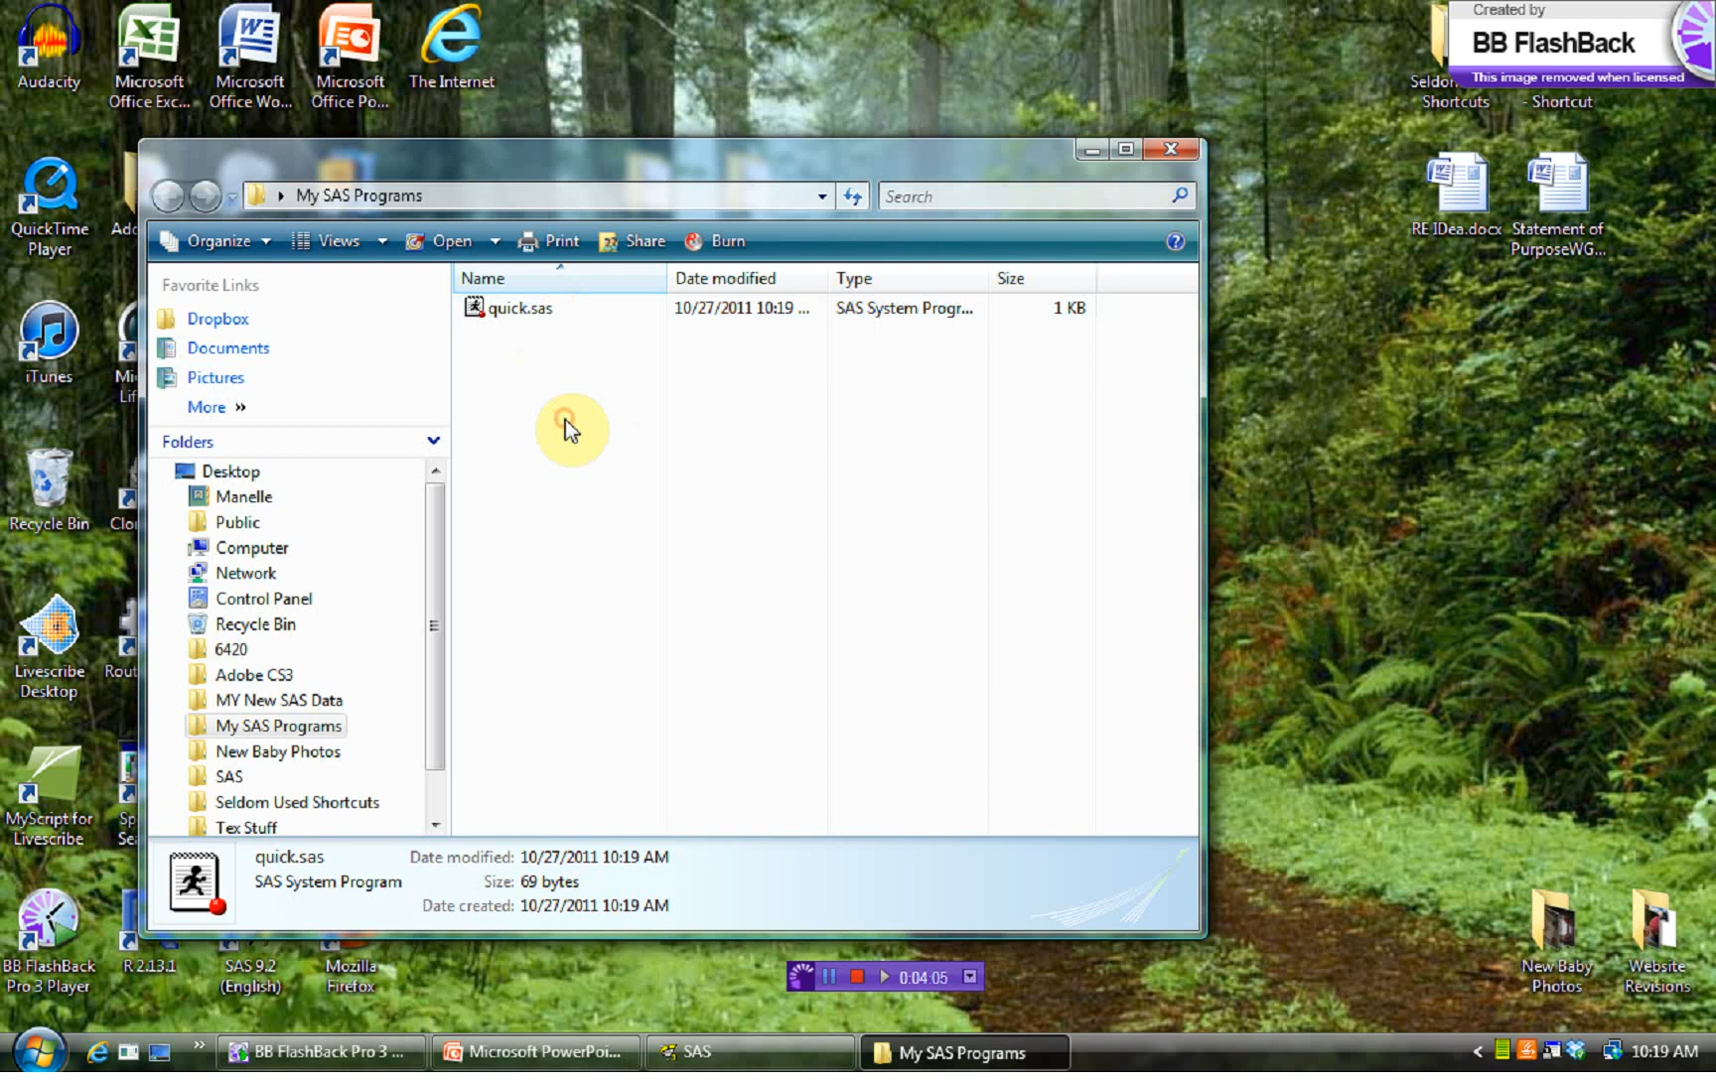 Audacity
Microsoft
Office Exc...
Microsoft
Office Wo...
Microsoft
Office Po...
The Internet
Created by
BB FlashBack
This image removed when licensed
Shortcuts
- Shortcut
QuickTime
Player
RE IDea.docx
Statement of
PurposeWG...
My SAS Programs
Search
Organize
Views
Open
Print
Share
Burn
Favorite Links
Dropbox
Documents
Pictures
More »
Name
Date modified
Type
Size
quick.sas
10/27/2011 10:19 ...
SAS System Progr...
1 KB
Folders
Desktop
Manelle
Public
Computer
Network
Control Panel
Recycle Bin
6420
Adobe CS3
MY New SAS Data
My SAS Programs
New Baby Photos
SAS
Seldom Used Shortcuts
Tex Stuff
iTunes
Recycle Bin
Livescribe
Desktop
MyScript for
Livescribe
quick.sas
SAS System Program
Date modified: 10/27/2011 10:19 AM
Size: 69 bytes
Date created: 10/27/2011 10:19 AM
BB FlashBack
Pro 3 Player
R 2.13.1
SAS 9.2
(English)
Mozilla
Firefox
0:04:05
New Baby
Photos
Website
Revisions
BB FlashBack Pro 3 ...
Microsoft PowerPoi...
SAS
My SAS Programs
10:19 AM